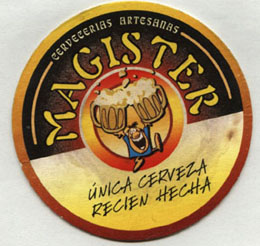 CERVECERIAS ARTESANAS
MAGISTER
ÚNICA CERVEZA
RECIEN HECHA